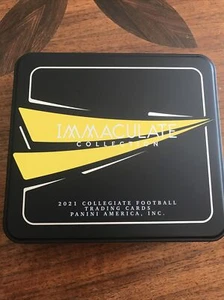 IMMACULATE
COLLECTION
2021 COLLEGIATE FOOTBALL
TRADING CARDS
PANINI AMERICA, INC.